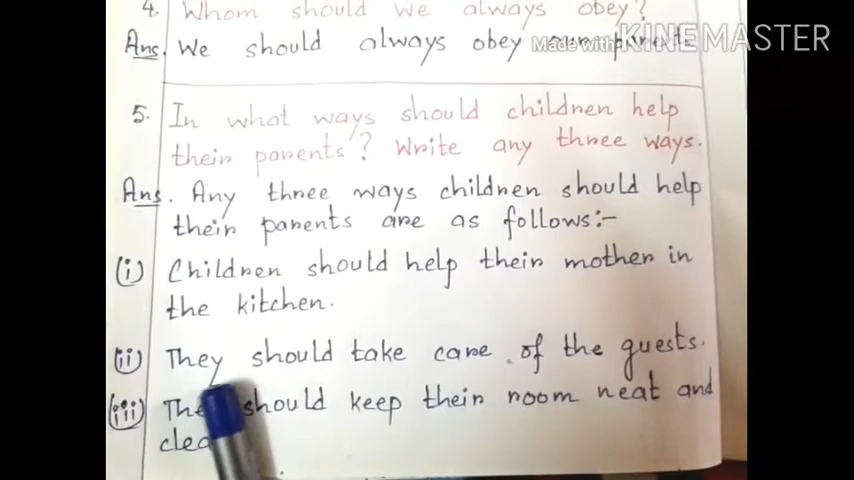 4. Whom should we always obey?
Ans. We should always obey our parents
Made with KINEMASTER
5. In what ways should children help
their parents? Write any three ways.
Ans. Any three ways children should help
their parents are as follows:-
(i) Children should help their mother in
the kitchen.
(ii) They should take care of the guests.
(iii) should keep their room neat and